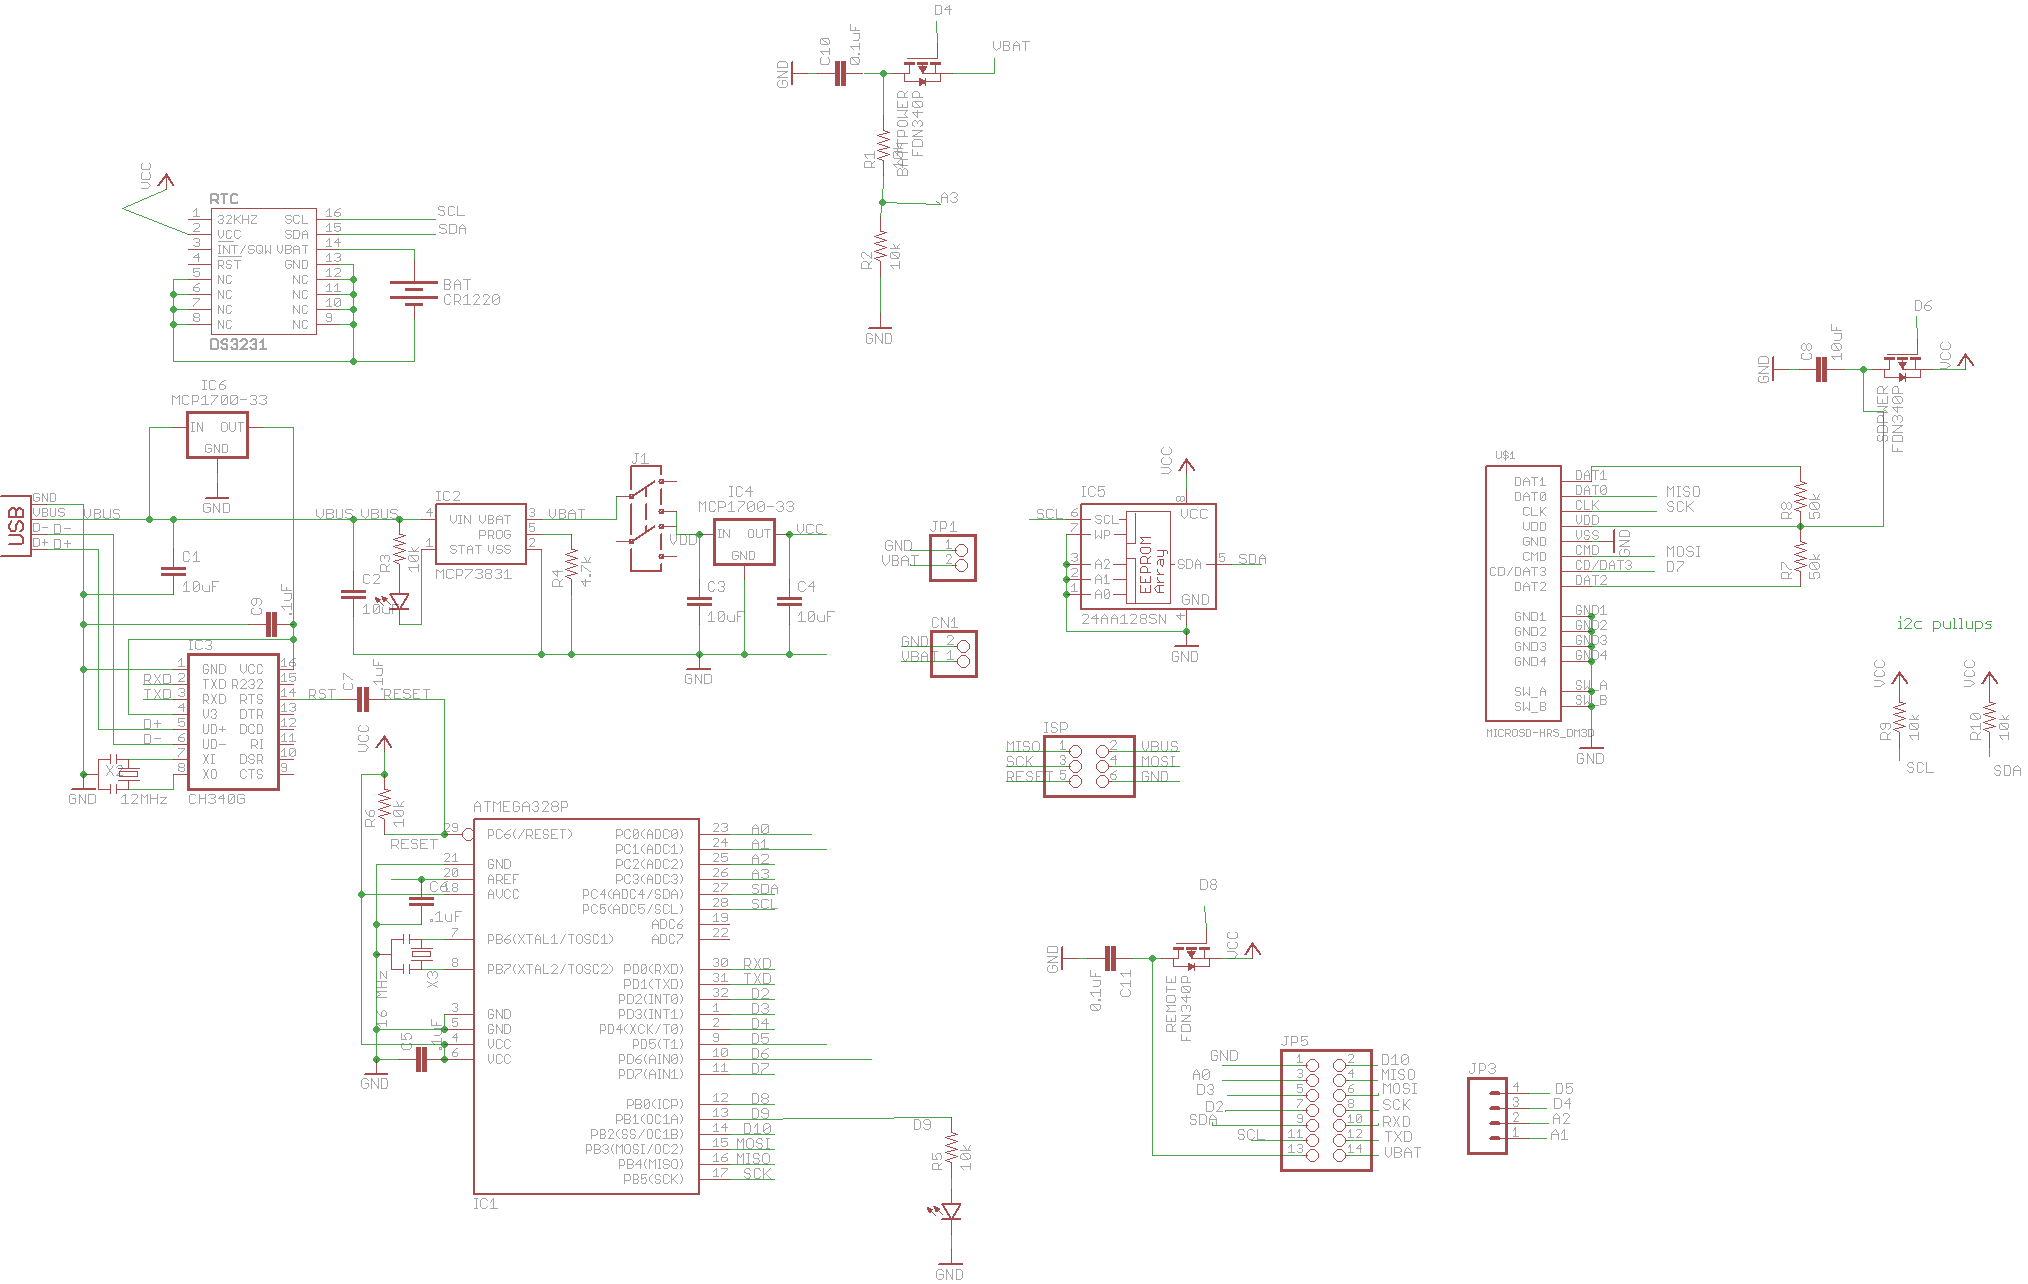 D4
C10
0.1uF
VBAT
GND
BATTPOWER
FDN340P
R1
A3
R2
10k
GND
VCC
RTC
1 32KHZ SCL 16 SCL
2 VCC SDA 15 SDA
3 INT/SQW VBAT 14
4 RST GND 13
5 NC NC 12
6 NC NC 11
7 NC NC 10
8 NC NC 9
DS3231
BAT
CR1220
D6
C8
10uF
GND
VCC
SDPWER
FDN340P
IC6
MCP1700-33
IN OUT
GND
GND
USB
GND
VBUS
D- D-
D+ D+
VBUS
C1
10uF
VBUS VBUS
C2
10uF
R3
10k
IC2
4 VIN VBAT 3 VBAT
PROG 5
1 STAT VSS 2
MCP73831
R4
4.7k
J1
VDD
IC4
MCP1700-33
IN OUT
GND
VCC
C3
10uF
C4
10uF
GND
JP1
GND 1
VBAT 2
CN1
GND 2
VBAT 1
VCC
IC5
8
VCC
SCL 6 SCL
7 WP
3 A2
2 A1
1 A0
EEPROM
Array
SDA 5 SDA
GND
4
24AA128SN
GND
U$1
DAT1 DAT1
DAT0 DAT0 MISO
CLK CLK SCK
VDD VDD
VSS VSS GND
CMD CMD MOSI
CD/DAT3 CD/DAT3 D7
DAT2 DAT2
GND1 GND1
GND2 GND2
GND3 GND3
GND4 GND4
SW_A SW_A
SW_B SW_B
MICROSD-HRS_DM3D
GND
R8
50k
R7
50k
i2c pullups
VCC
R9
10k
SCL
VCC
R10
10k
SDA
C9
.1uF
IC3
1 GND VCC 16
RXD 2 TXD R232 15
TXD 3 RXD RTS 14 RST
4 V3 DTR 13
D+ 5 UD+ DCD 12
D- 6 UD- RI 11
7 XI DSR 10
8 XO CTS 9
CH340G
GND
12MHz
C7
.1uF
RESET
VCC
R6
10k
RESET
ISP
MISO 1 2 VBUS
SCK 3 4 MOSI
RESET 5 6 GND
ATMEGA328P
29 PC6(/RESET) PC0(ADC0) 23 A0
PC1(ADC1) 24 A1
21 GND PC2(ADC2) 25 A2
20 AREF PC3(ADC3) 26 A3
18 AVCC PC4(ADC4/SDA) 27 SDA
PC5(ADC5/SCL) 28 SCL
ADC6 19
7 PB6(XTAL1/TOSC1) ADC7 22
8 PB7(XTAL2/TOSC2) PD0(RXD) 30 RXD
PD1(TXD) 31 TXD
PD2(INT0) 32 D2
3 GND PD3(INT1) 1 D3
5 GND PD4(XCK/T0) 2 D4
4 VCC PD5(T1) 9 D5
6 VCC PD6(AIN0) 10 D6
PD7(AIN1) 11 D7
PB0(ICP) 12 D8
PB1(OC1A) 13 D9
PB2(SS/OC1B) 14 D10
PB3(MOSI/OC2) 15 MOSI
PB4(MISO) 16 MISO
PB5(SCK) 17 SCK
IC1
.1uF
X3
16 MHz
C5
.1uF
GND
D9
R5
10k
GND
D8
GND
0.1uF
C11
VCC
REMOTE
FDN340P
JP5
GND 1 2 D10
A0 3 4 MISO
D3 5 6 MOSI
D2 7 8 SCK
SDA 9 10 RXD
SCL 11 12 TXD
13 14 VBAT
JP3
4 D5
3 D4
2 A2
1 A1